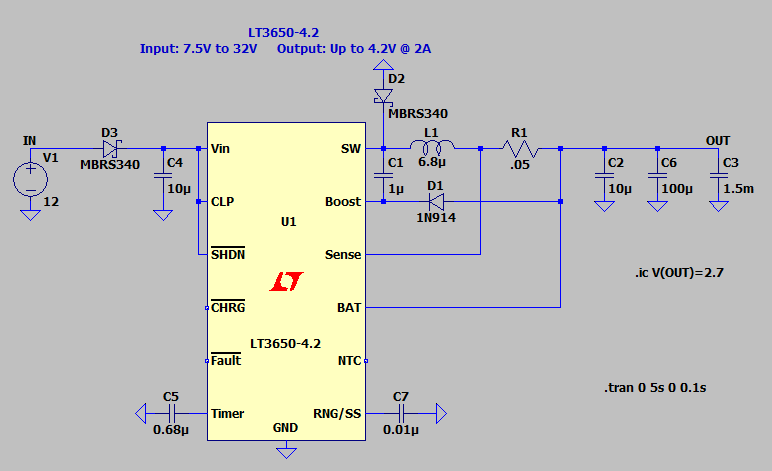 LT3650-4.2
Input: 7.5V to 32V Output: Up to 4.2V @ 2A
D2
MBRS340
IN
D3
MBRS340
V1
12
C4
10µ
Vin
SW
L1
6.8µ
R1
.05
OUT
C1
1µ
C2
10µ
C6
100µ
C3
1.5m
CLP
Boost
D1
1N914
U1
SHDN
Sense
.ic V(OUT)=2.7
CHRG
BAT
LT3650-4.2
Fault
NTC
.tran 0 5s 0 0.1s
C5
0.68µ
Timer
RNG/SS
C7
0.01µ
GND